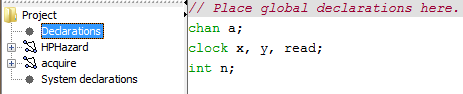 Project
Declarations
HPHazard
acquire
System declarations
// Place global declarations here.
chan a;
clock x, y, read;
int n;